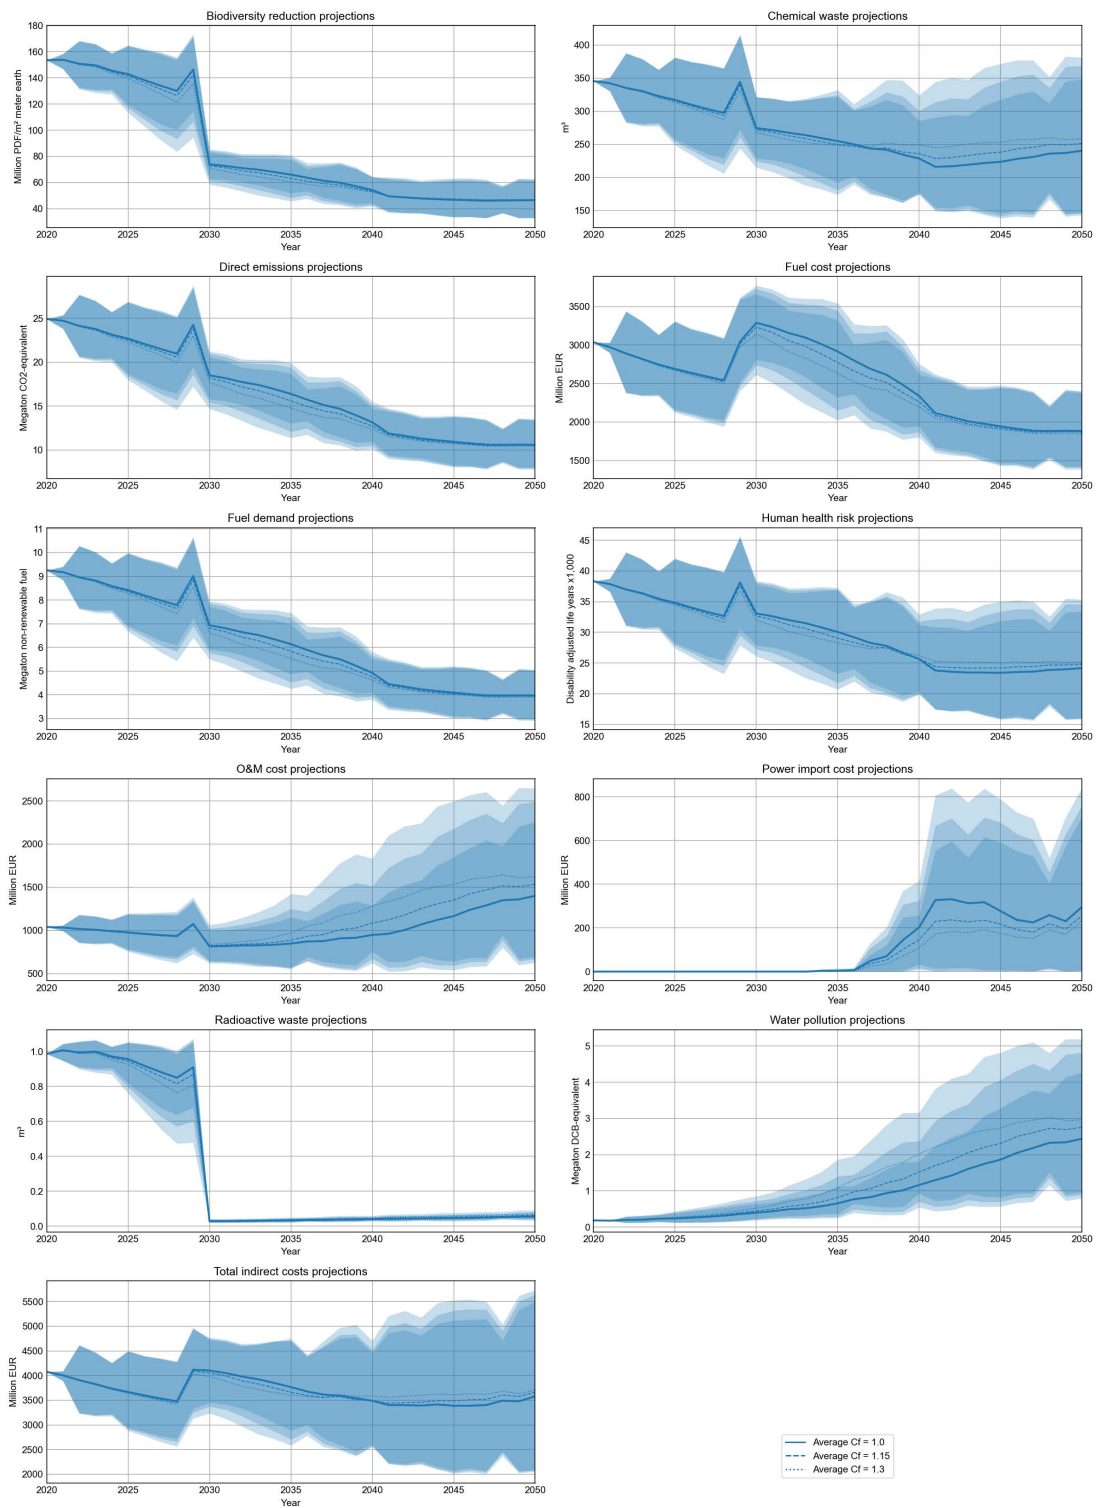 Biodiversity reduction projections
Million PDF/m² meter earth
180
160
140
120
100
80
60
40
2020 2025 2030 2035 2040 2045 2050
Year
Chemical waste projections
m³
400
350
300
250
200
150
2020 2025 2030 2035 2040 2045 2050
Year
Direct emissions projections
Megaton CO2-equivalent
25
20
15
10
2020 2025 2030 2035 2040 2045 2050
Year
Fuel cost projections
Million EUR
3500
3000
2500
2000
1500
2020 2025 2030 2035 2040 2045 2050
Year
Fuel demand projections
Megaton non-renewable fuel
11
10
9
8
7
6
5
4
3
2020 2025 2030 2035 2040 2045 2050
Year
Human health risk projections
Disability adjusted life years x1,000
45
40
35
30
25
20
15
2020 2025 2030 2035 2040 2045 2050
Year
O&M cost projections
Million EUR
2500
2000
1500
1000
500
2020 2025 2030 2035 2040 2045 2050
Year
Power import cost projections
Million EUR
800
600
400
200
0
2020 2025 2030 2035 2040 2045 2050
Year
Radioactive waste projections
m³
1.0
0.8
0.6
0.4
0.2
0.0
2020 2025 2030 2035 2040 2045 2050
Year
Water pollution projections
Megaton DCB-equivalent
5
4
3
2
1
0
2020 2025 2030 2035 2040 2045 2050
Year
Total indirect costs projections
Million EUR
5500
5000
4500
4000
3500
3000
2500
2000
2020 2025 2030 2035 2040 2045 2050
Year
Average Cf = 1.0
Average Cf = 1.15
Average Cf = 1.3